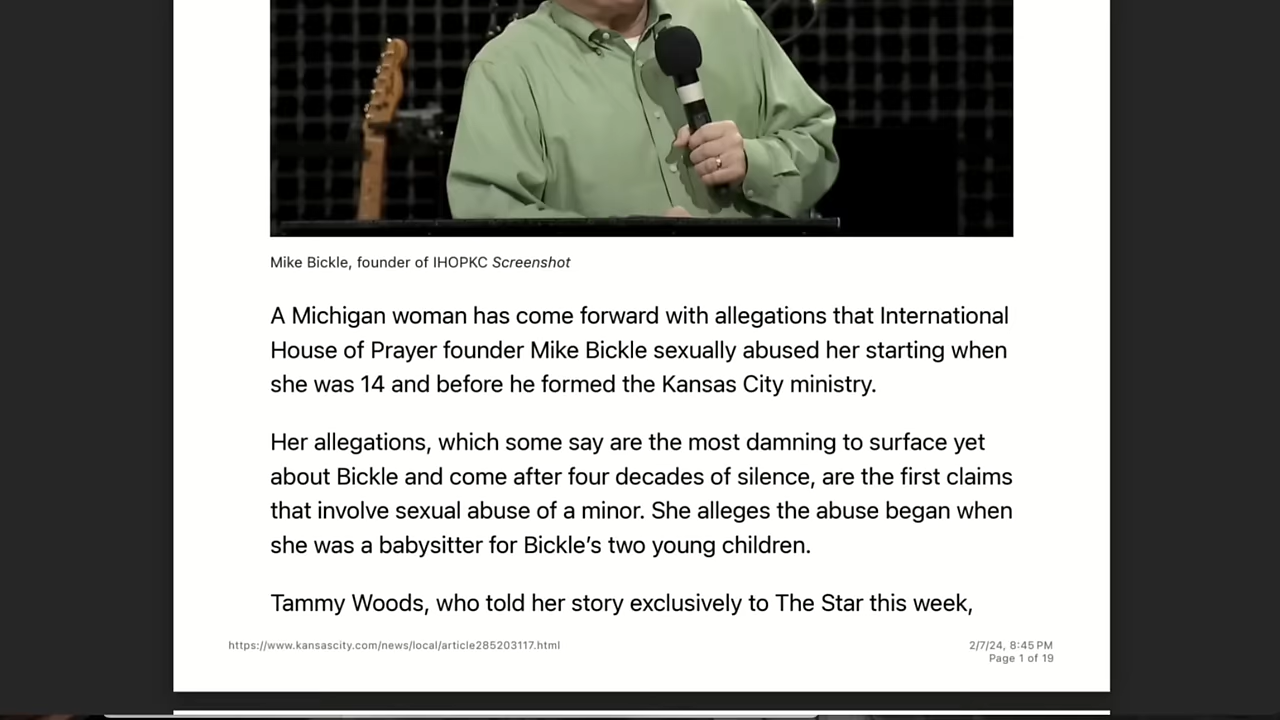 Mike Bickle, founder of IHOPKC Screenshot
A Michigan woman has come forward with allegations that International
House of Prayer founder Mike Bickle sexually abused her starting when
she was 14 and before he formed the Kansas City ministry.
Her allegations, which some say are the most damning to surface yet
about Bickle and come after four decades of silence, are the first claims
that involve sexual abuse of a minor. She alleges the abuse began when
she was a babysitter for Bickle’s two young children.
Tammy Woods, who told her story exclusively to The Star this week,
https://www.kansascity.com/news/local/article285203117.html
2/7/24, 8:45 PM
Page 1 of 19